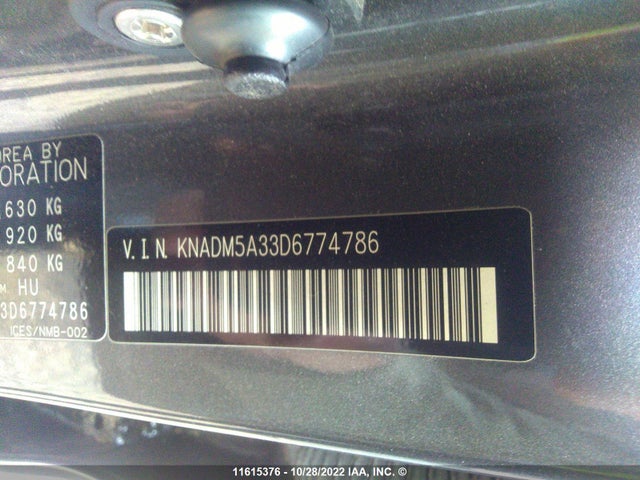 OREA BY
ORATION
630 KG
920 KG
840 KG
M HU
3D6774786
ICES/NMB-002
V.I.N. KNADM5A33D6774786
11615376 - 10/28/2022 IAA, INC. ©